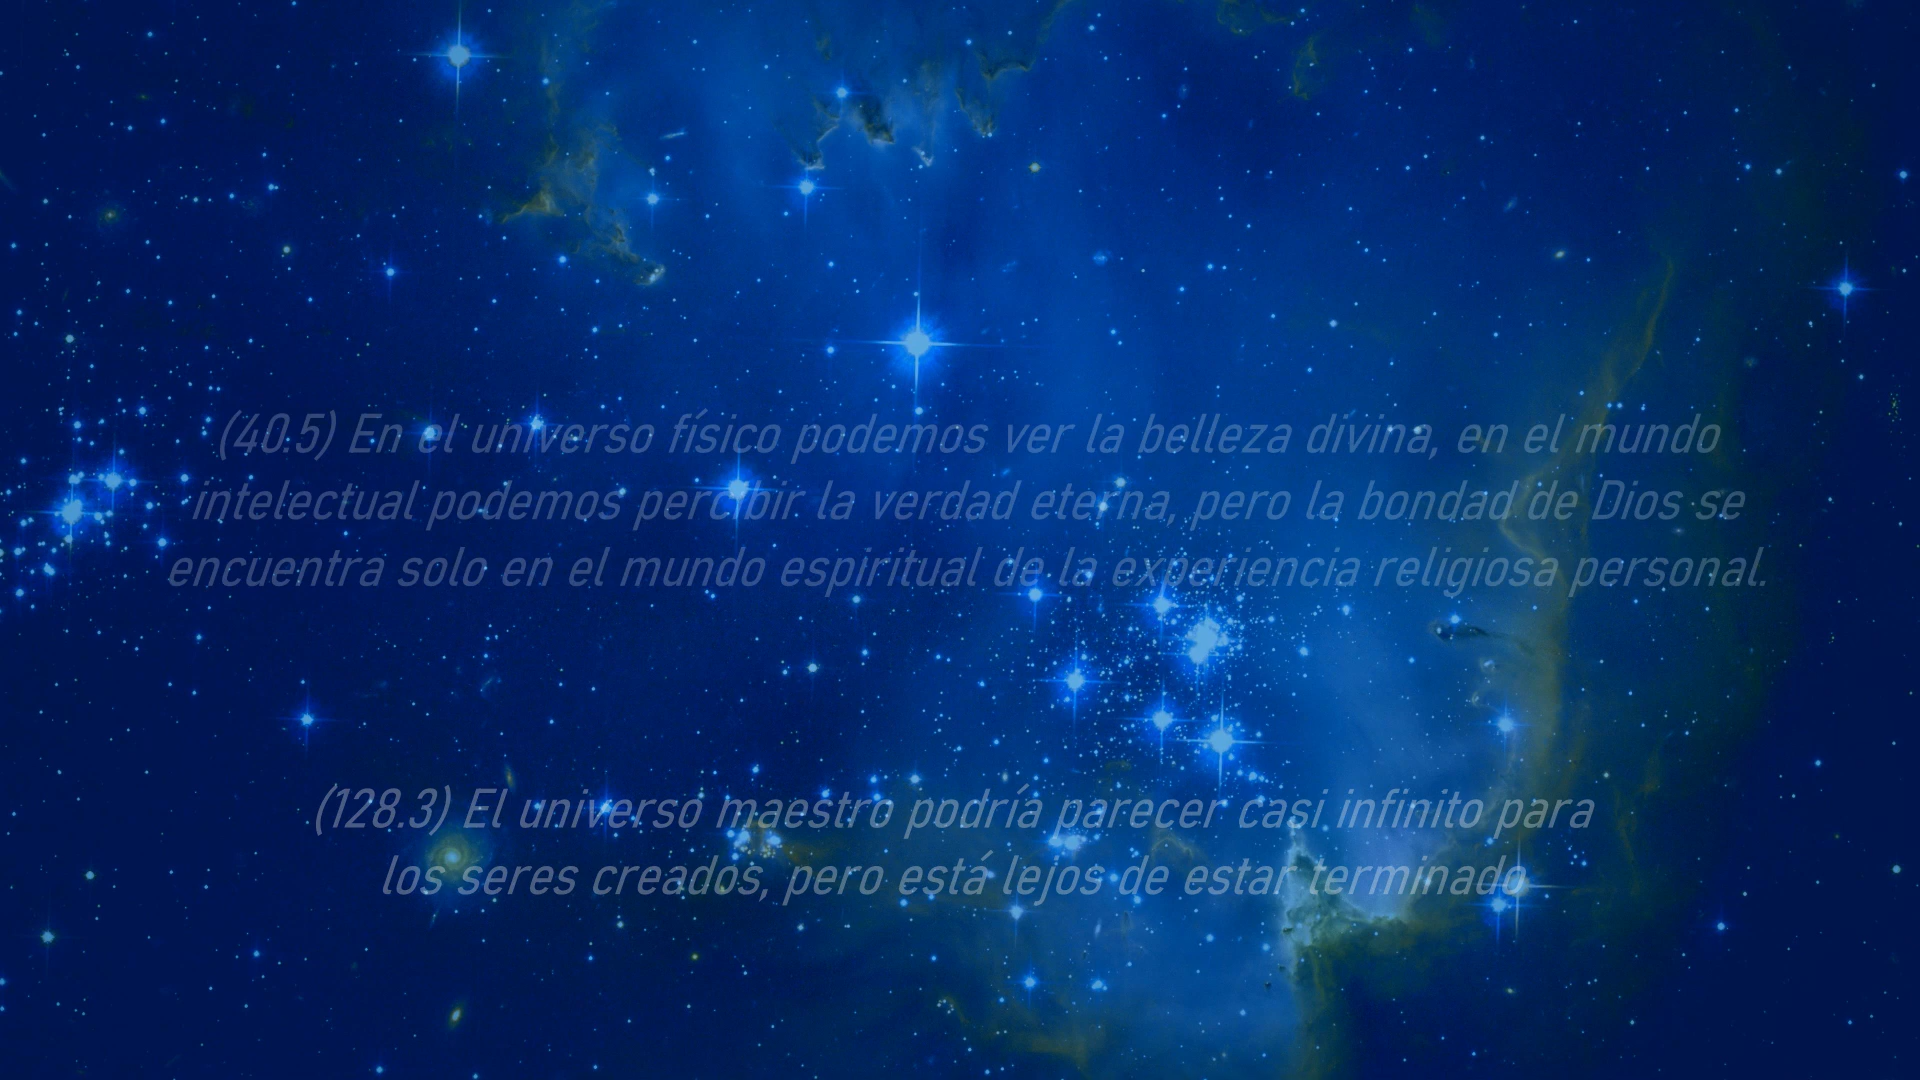 (40.5) En el universo físico podemos ver la belleza divina, en el mundo
intelectual podemos percibir la verdad eterna, pero la bondad de Dios se
encuentra solo en el mundo espiritual de la experiencia religiosa personal.
(128.3) El universo maestro podría parecer casi infinito para
los seres creados, pero está lejos de estar terminado.